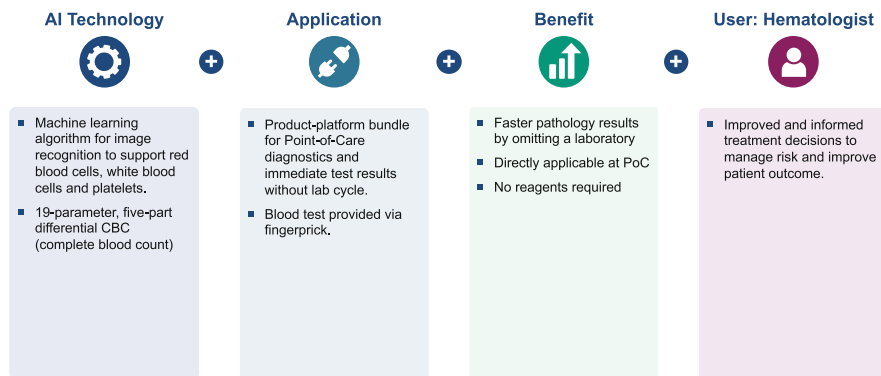 AI Technology
Application
Benefit
User: Hematologist
Machine learning
algorithm for image
recognition to support red
blood cells, white blood
cells and platelets.
19-parameter, five-part
differential CBC
(complete blood count)
Product-platform bundle
for Point-of-Care
diagnostics and
immediate test results
without lab cycle.
Blood test provided via
fingerprick.
Faster pathology results
by omitting a laboratory
Directly applicable at PoC
No reagents required
Improved and informed
treatment decisions to
manage risk and improve
patient outcome.